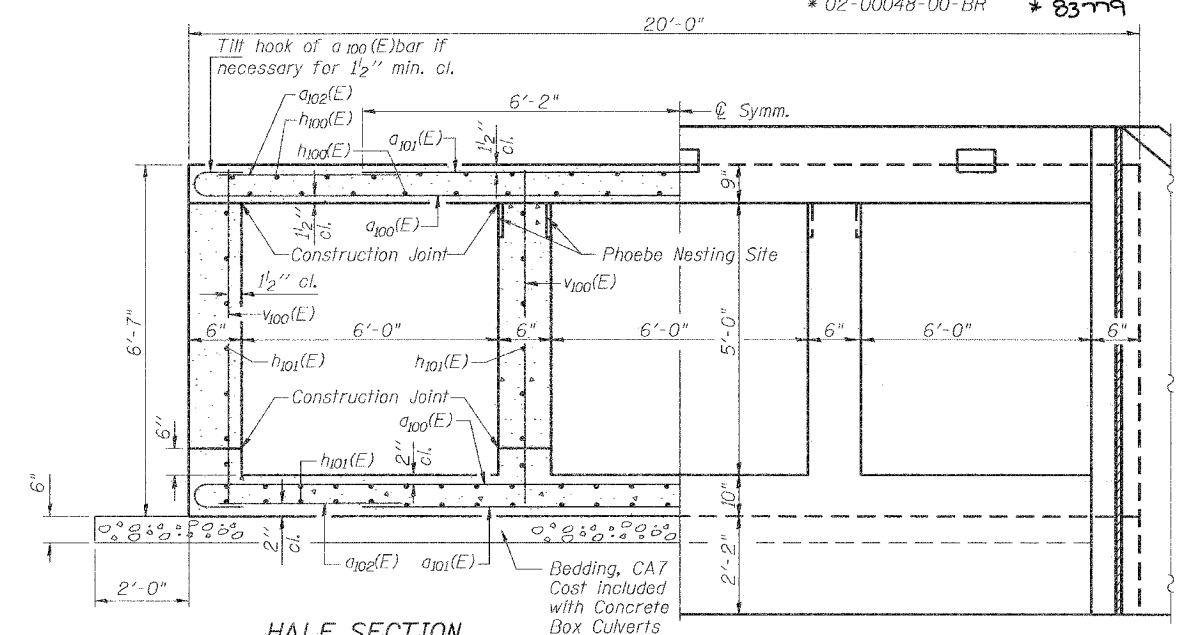 * 02-00048-00-BR * 83779
20'-0"
Tilt hook of a100(E)bar if
necessary for 1½" min. cl.
a102(E)
6'-2"
℄ Symm.
h100(E)
h100(E)
a101(E)
1½"
cl.
9"
1½"
cl.
a100(E)
Construction Joint
Phoebe Nesting Site
1½" cl.
v100(E)
v100(E)
6'-7"
6"
6'-0"
6"
6'-0"
5'-0"
6"
6'-0"
6"
h101(E)
h101(E)
Construction Joint
a100(E)
6"
h101(E)
2"
cl.
6"
10"
2"
cl.
a102(E)
a101(E)
Bedding, CA7
Cost included
with Concrete
Box Culverts
2'-2"
2'-0"
HALF SECTION